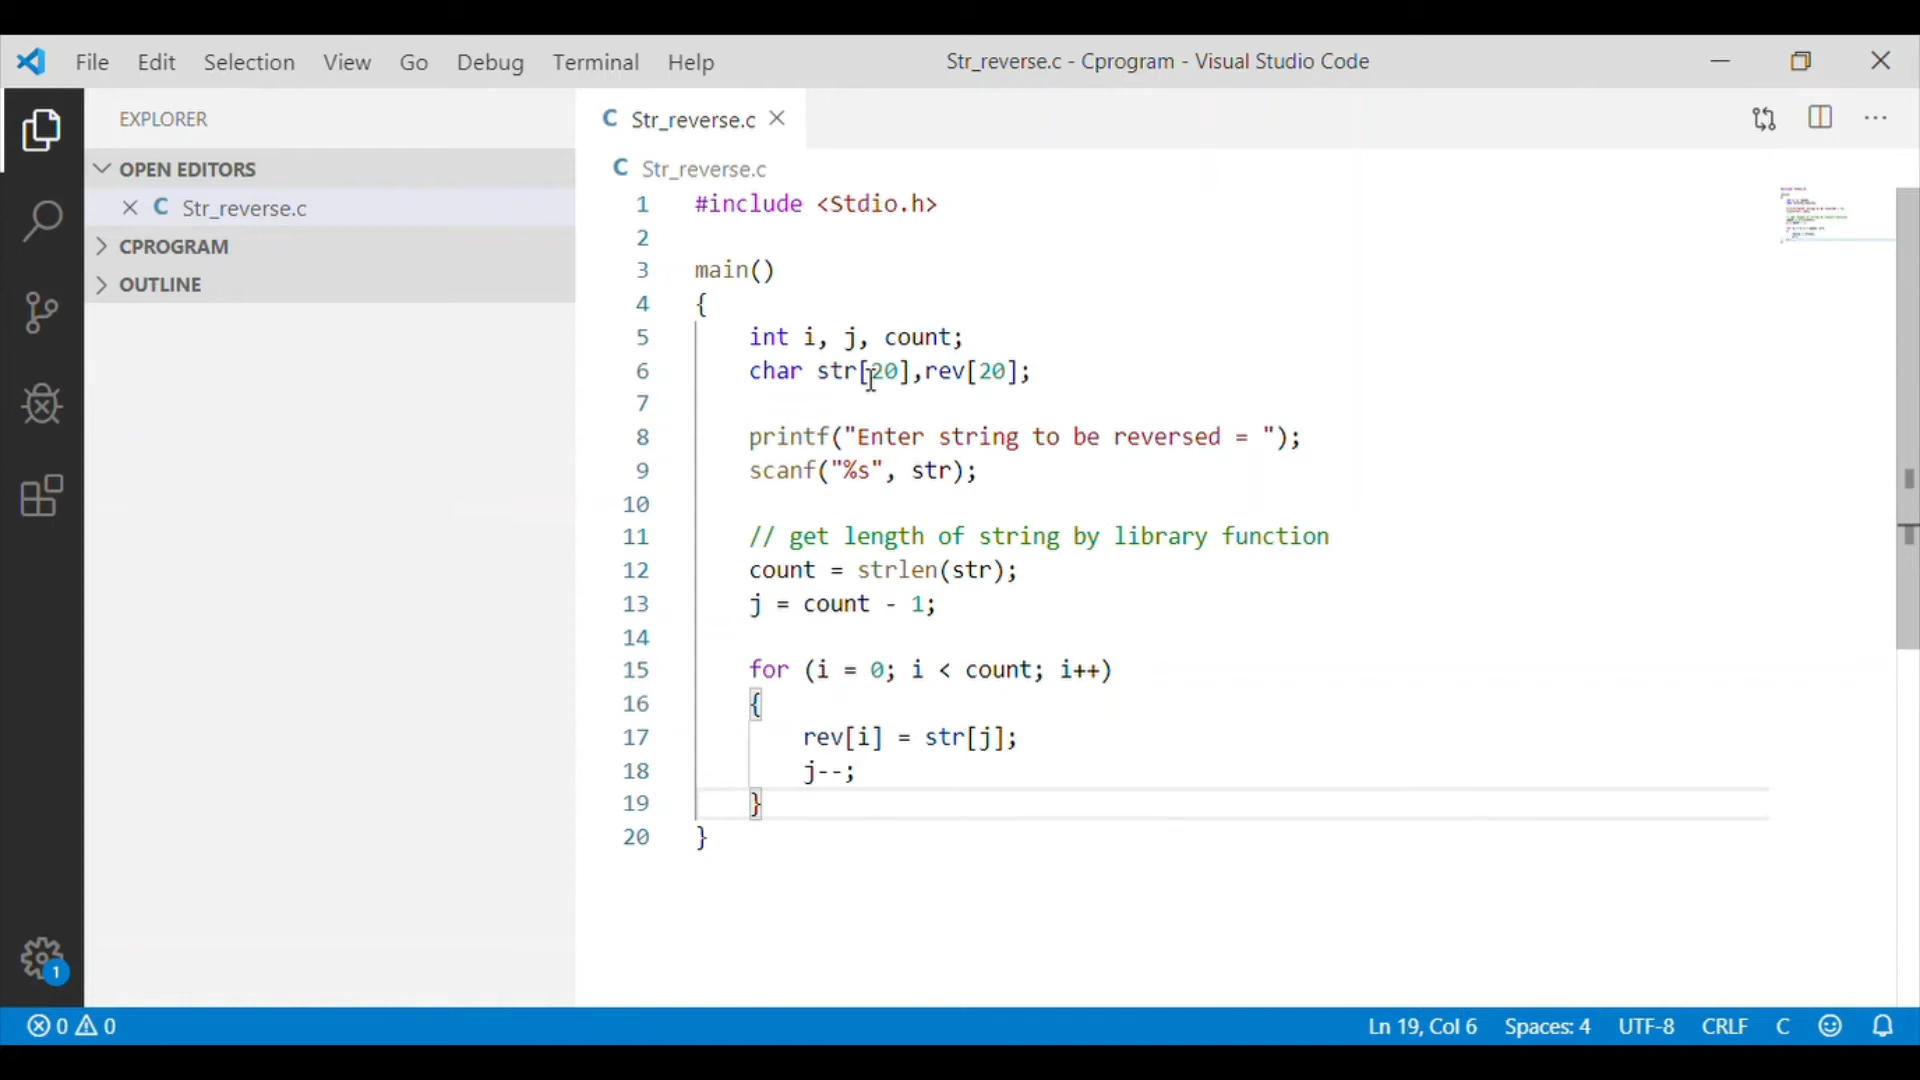 File Edit Selection View Go Debug Terminal Help Str_reverse.c - Cprogram - Visual Studio Code
EXPLORER
OPEN EDITORS
C Str_reverse.c
CPROGRAM
OUTLINE
C Str_reverse.c
C Str_reverse.c
1 #include <Stdio.h>
2
3 main()
4 {
5 int i, j, count;
6 char str[20],rev[20];
7
8 printf("Enter string to be reversed = ");
9 scanf("%s", str);
10
11 // get length of string by library function
12 count = strlen(str);
13 j = count - 1;
14
15 for (i = 0; i < count; i++)
16 {
17 rev[i] = str[j];
18 j--;
19 }
20 }
1
0 0 Ln 19, Col 6 Spaces: 4 UTF-8 CRLF C